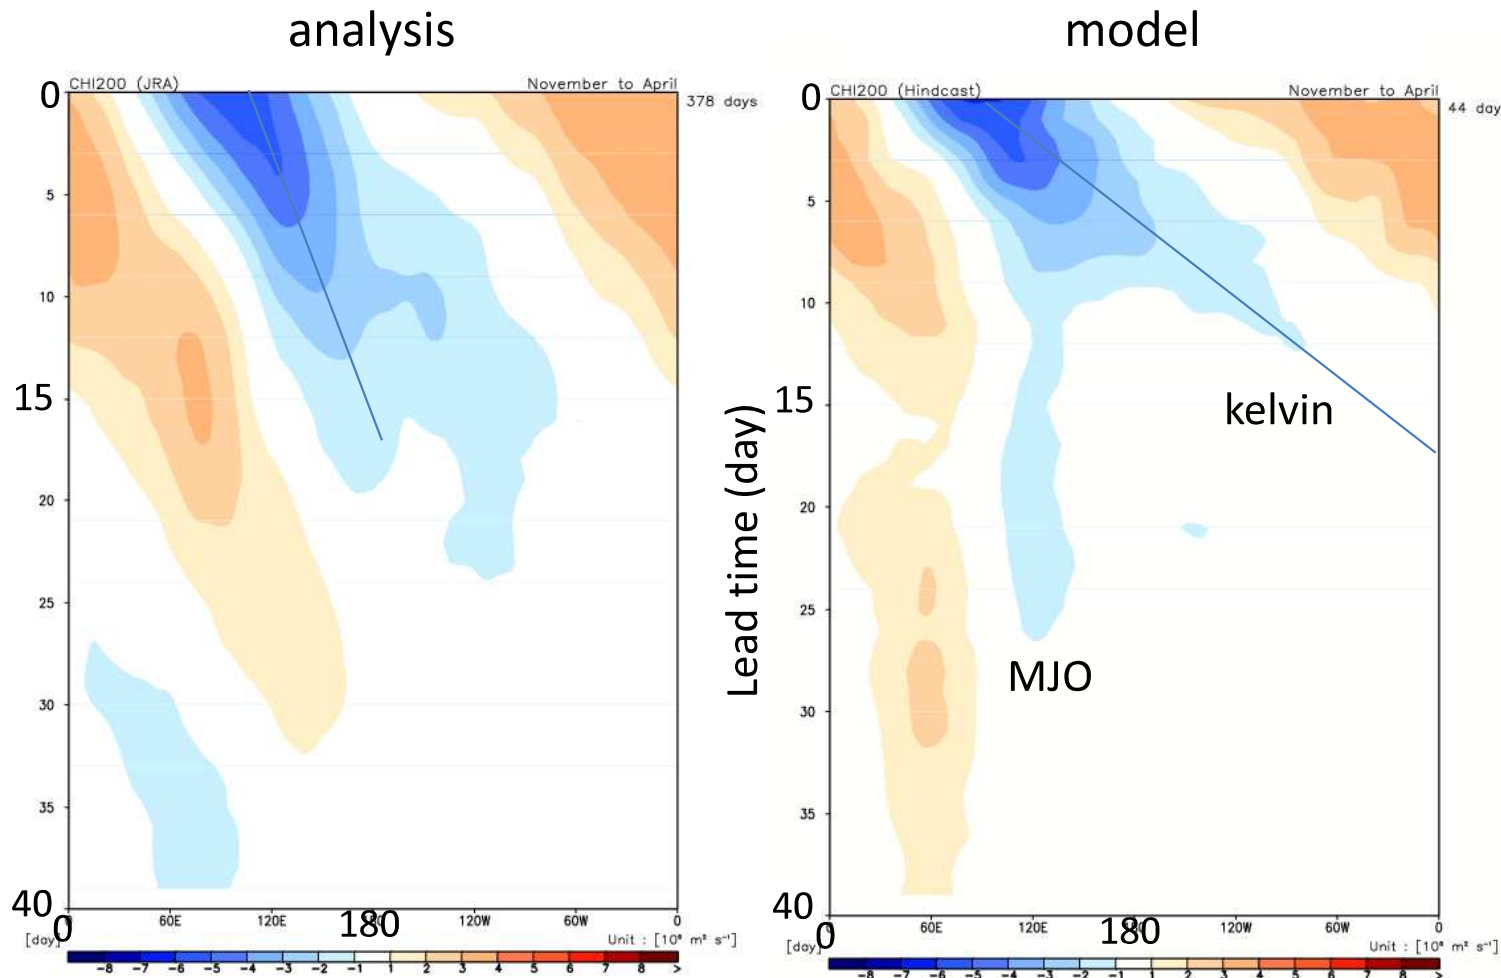 analysis
model
CHI200 (JRA)
November to April
378 days
0
5
10
15
20
25
30
35
40
0
60E
120E
180
120W
60W
0
[day]
Unit : [10⁶ m² s⁻¹]
-8 -7 -6 -5 -4 -3 -2 -1 1 2 3 4 5 6 7 8 >
CHI200 (Hindcast)
November to April
44 day
Lead time (day)
0
5
10
15
20
25
30
35
40
kelvin
MJO
0
60E
120E
180
120W
60W
0
[day]
Unit : [10⁶ m² s⁻¹]
-8 -7 -6 -5 -4 -3 -2 -1 1 2 3 4 5 6 7 8